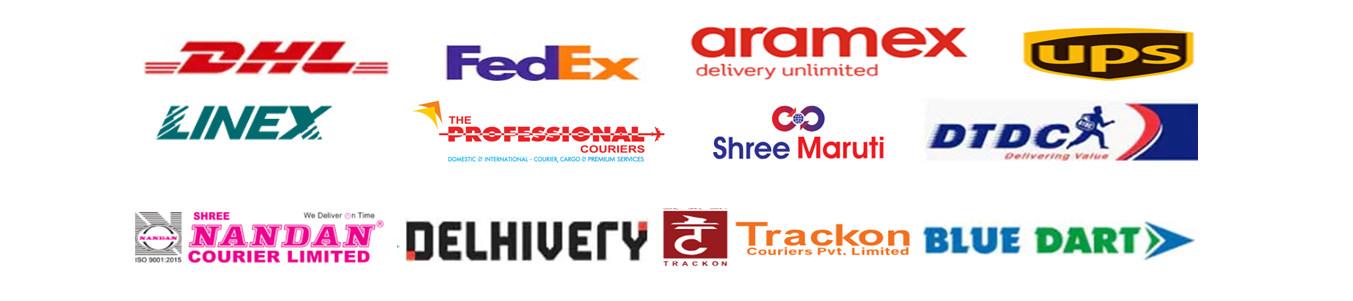 DHL
FedEx
aramex
delivery unlimited
ups
LINEX
THE
PROFESSIONAL
COURIERS
DOMESTIC & INTERNATIONAL - COURIER, CARGO & PREMIUM SERVICES
Shree Maruti
DTDC
Delivering Value
SHREE
We Deliver On Time
NANDAN
NANDAN®
ISO 9001:2015
COURIER LIMITED
DELHIVERY
TRACKON
Trackon
Couriers Pvt. Limited
BLUE DART